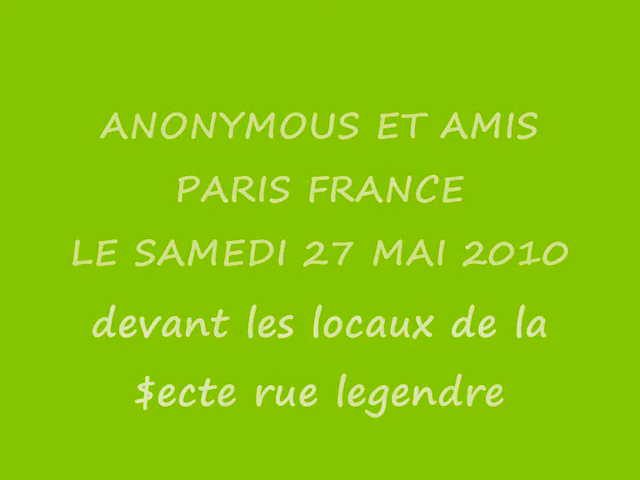 ANONYMOUS ET AMIS
PARIS FRANCE
LE SAMEDI 27 MAI 2010
devant les locaux de la
$ecte rue legendre